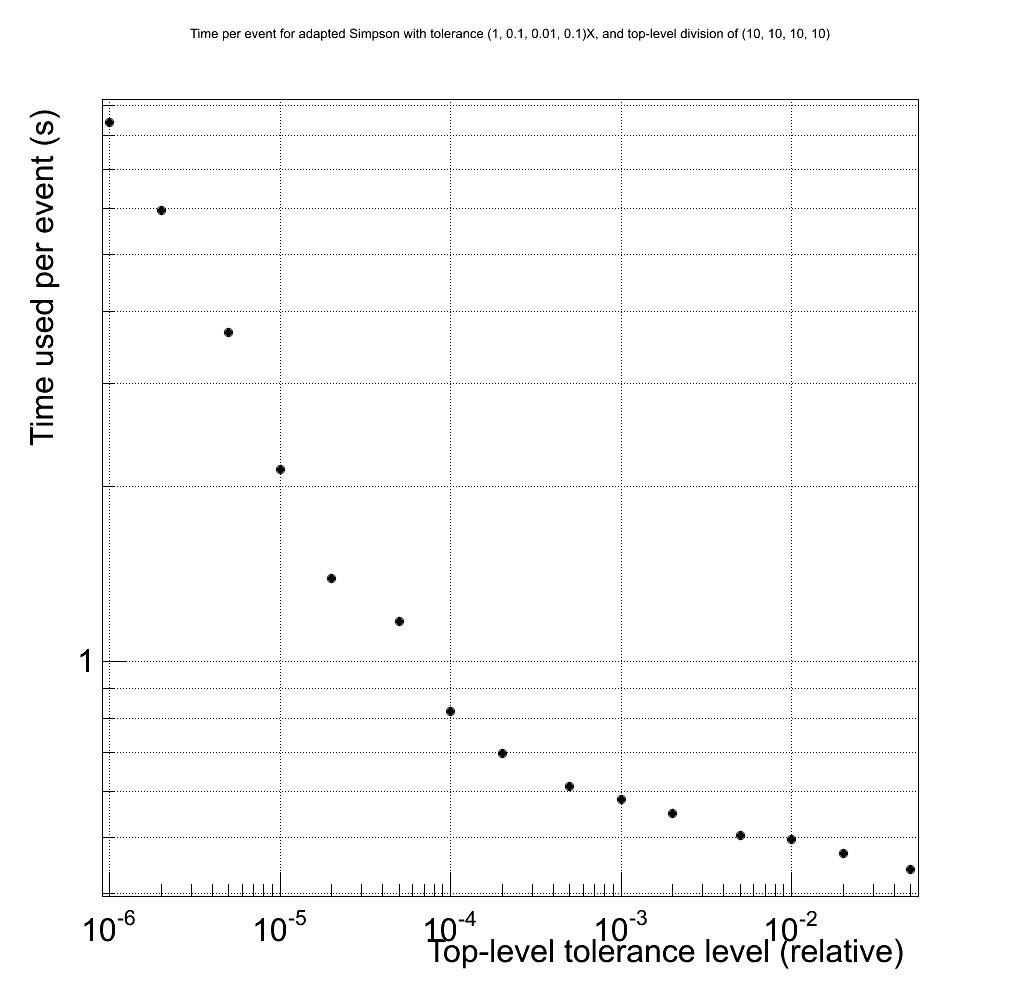 Time per event for adapted Simpson with tolerance (1, 0.1, 0.01, 0.1)X, and top-level division of (10, 10, 10, 10)
Time used per event (s)
1
10-6 10-5 10-4 10-3 10-2
Top-level tolerance level (relative)